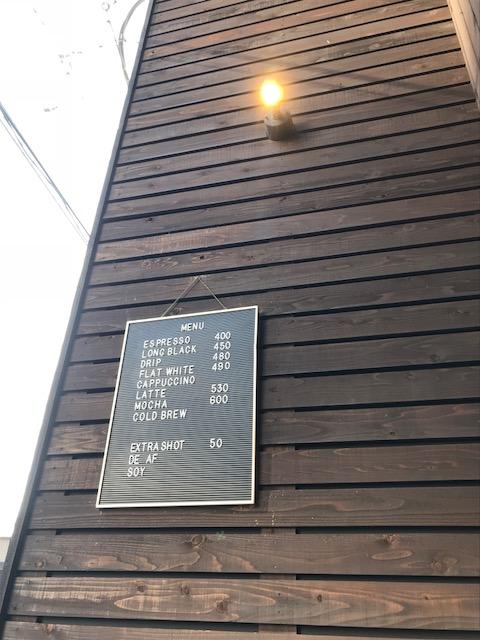 MENU
ESPRESSO 400
LONG BLACK 450
DRIP 480
FLAT WHITE 490
CAPPUCCINO
LATTE 530
MOCHA 600
COLD BREW
EXTRA SHOT 50
DE AF
SOY